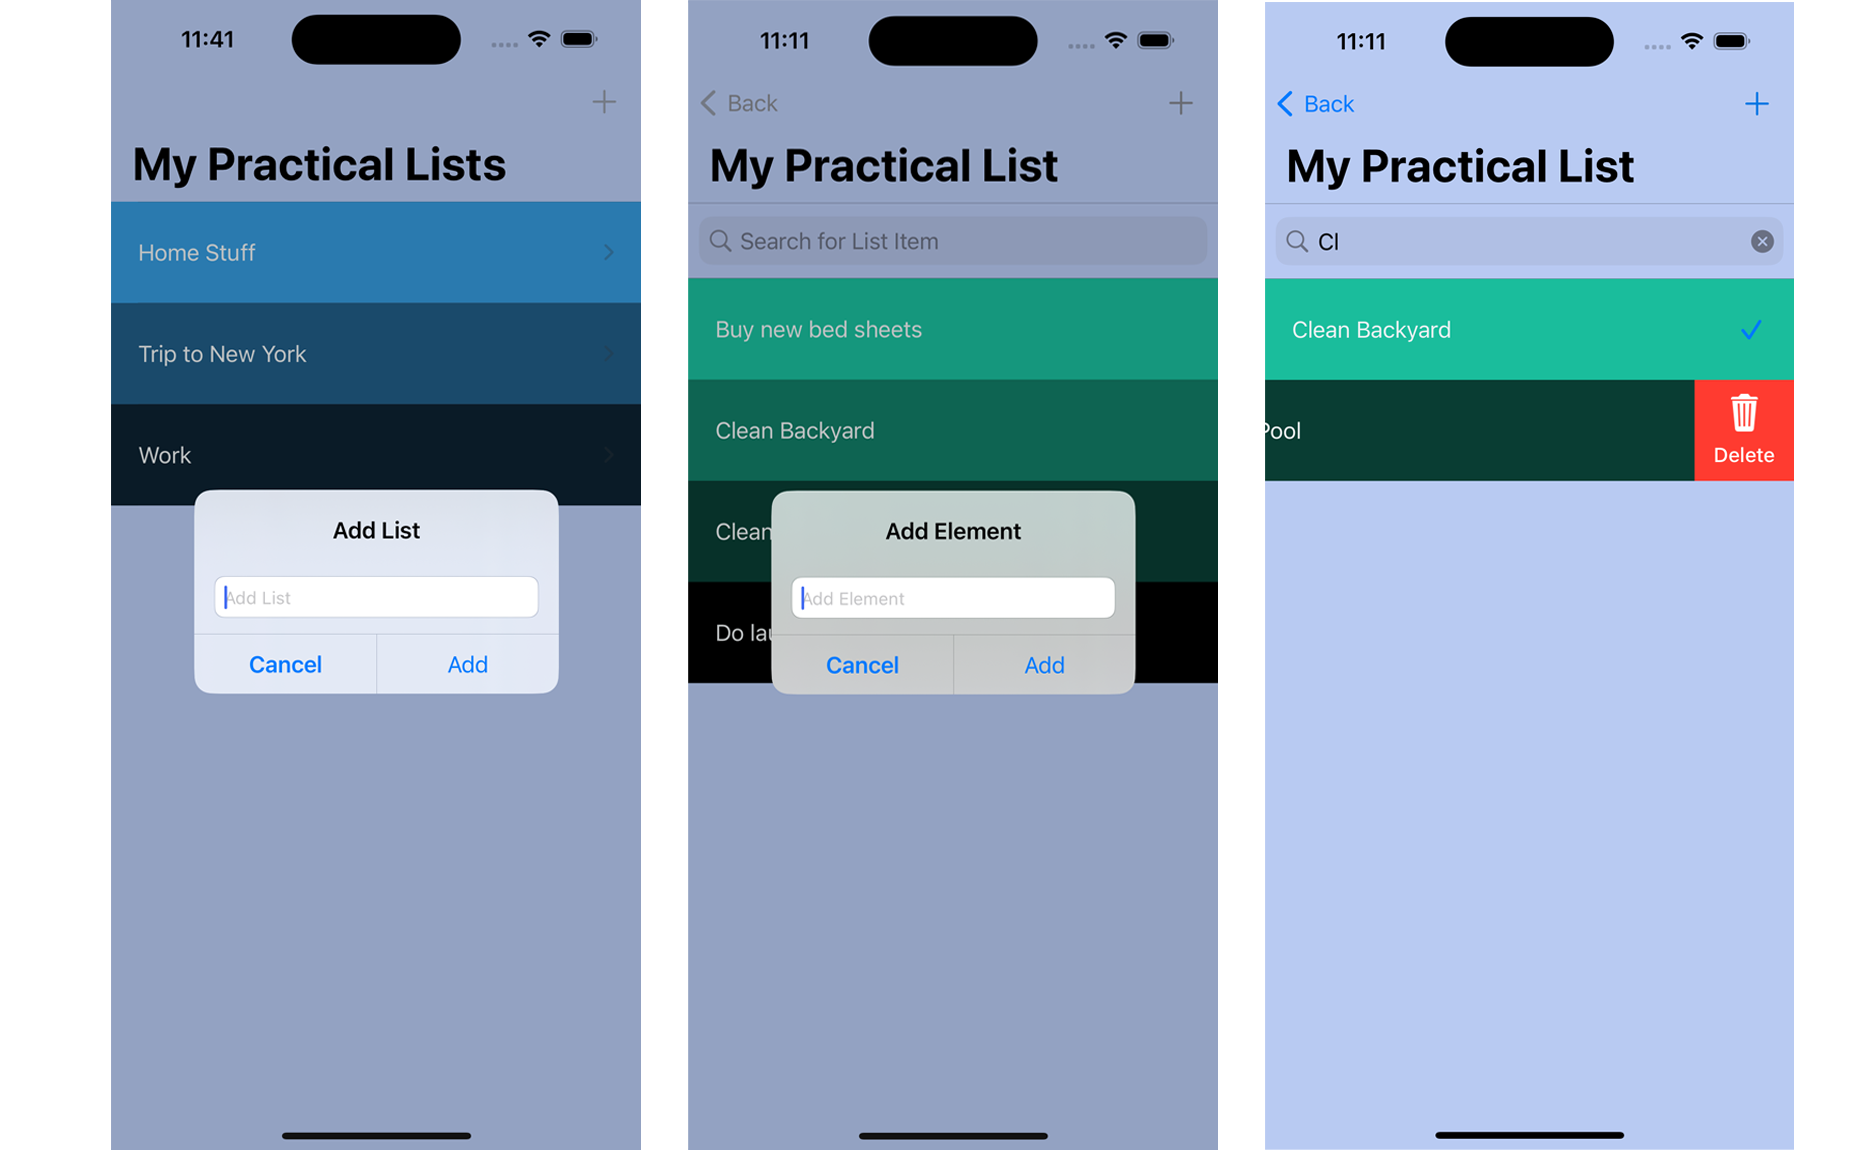 11:41
My Practical Lists
Home Stuff
Trip to New York
Work
Add List
Add List
Cancel Add
11:11
Back
My Practical List
Search for List Item
Buy new bed sheets
Clean Backyard
Clean
Add Element
Add Element
Do lau
Cancel Add
11:11
Back
My Practical List
Cl
Clean Backyard
Pool
Delete